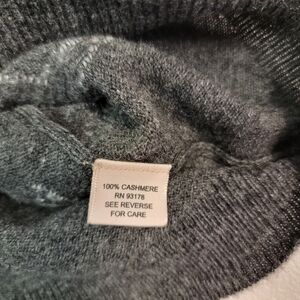 100% CASHMERE
RN 93178
SEE REVERSE
FOR CARE